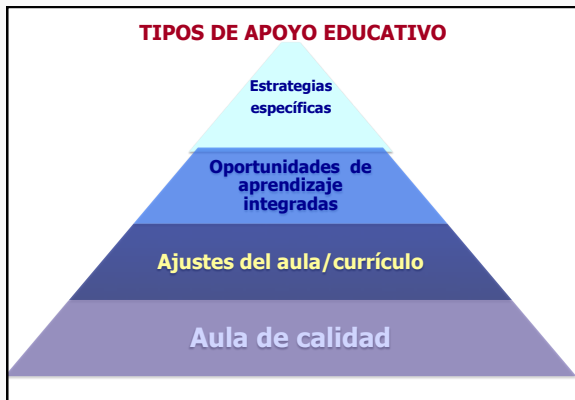 TIPOS DE APOYO EDUCATIVO
Estrategias
específicas
Oportunidades de
aprendizaje
integradas
Ajustes del aula/currículo
Aula de calidad